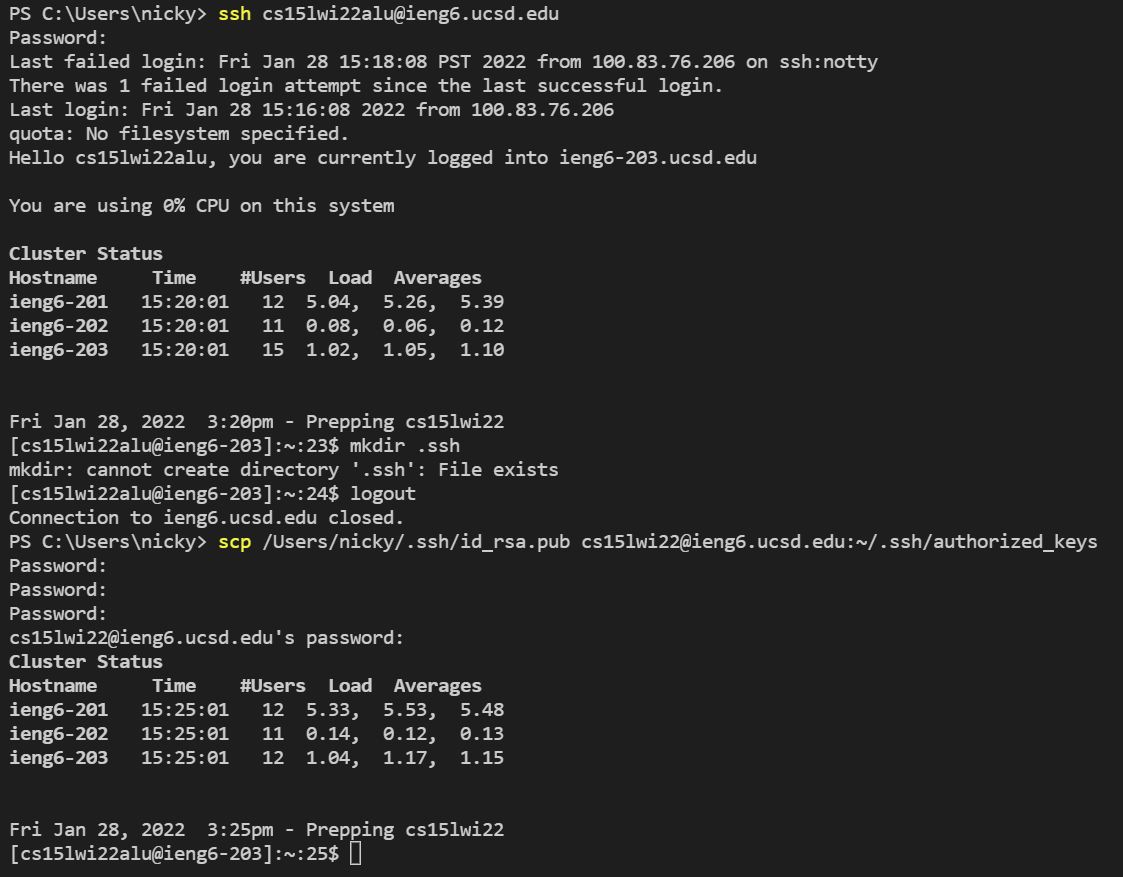 PS C:\Users\nicky> ssh cs15lwi22alu@ieng6.ucsd.edu
Password:
Last failed login: Fri Jan 28 15:18:08 PST 2022 from 100.83.76.206 on ssh:notty
There was 1 failed login attempt since the last successful login.
Last login: Fri Jan 28 15:16:08 2022 from 100.83.76.206
quota: No filesystem specified.
Hello cs15lwi22alu, you are currently logged into ieng6-203.ucsd.edu
You are using 0% CPU on this system
Cluster Status
Hostname     Time    #Users  Load  Averages
ieng6-201   15:20:01   12  5.04,  5.26,  5.39
ieng6-202   15:20:01   11  0.08,  0.06,  0.12
ieng6-203   15:20:01   15  1.02,  1.05,  1.10
Fri Jan 28, 2022  3:20pm - Prepping cs15lwi22
[cs15lwi22alu@ieng6-203]:~:23$ mkdir .ssh
mkdir: cannot create directory '.ssh': File exists
[cs15lwi22alu@ieng6-203]:~:24$ logout
Connection to ieng6.ucsd.edu closed.
PS C:\Users\nicky> scp /Users/nicky/.ssh/id_rsa.pub cs15lwi22@ieng6.ucsd.edu:~/.ssh/authorized_keys
Password:
Password:
Password:
cs15lwi22@ieng6.ucsd.edu's password:
Cluster Status
Hostname     Time    #Users  Load  Averages
ieng6-201   15:25:01   12  5.33,  5.53,  5.48
ieng6-202   15:25:01   11  0.14,  0.12,  0.13
ieng6-203   15:25:01   12  1.04,  1.17,  1.15
Fri Jan 28, 2022  3:25pm - Prepping cs15lwi22
[cs15lwi22alu@ieng6-203]:~:25$